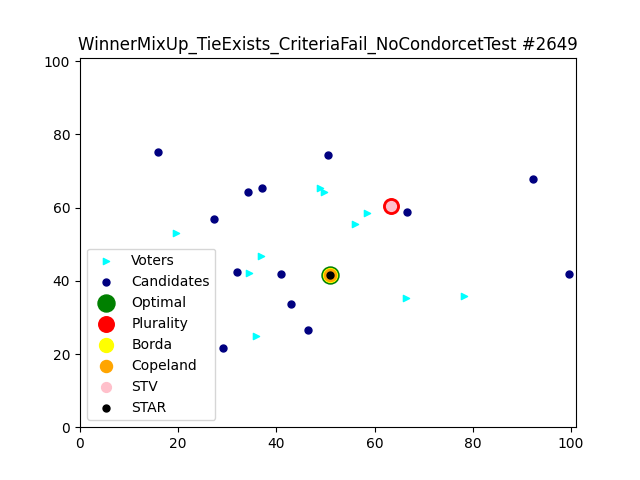 WinnerMixUp_TieExists_CriteriaFail_NoCondorcetTest #2649
100
80
60
40
20
0
Voters
Candidates
Optimal
Plurality
Borda
Copeland
STV
STAR
0 20 40 60 80 100